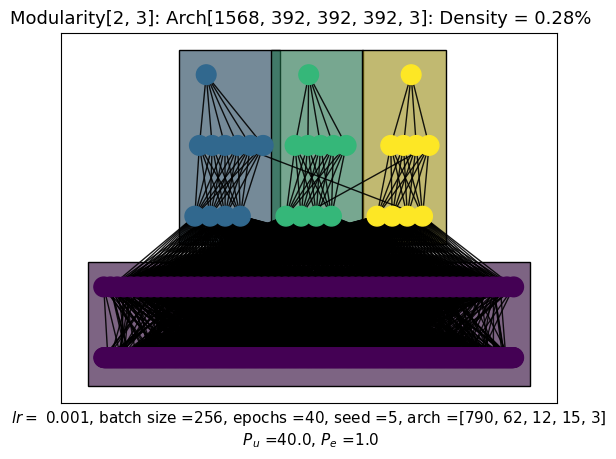 Modularity[2, 3]: Arch[1568, 392, 392, 392, 3]: Density = 0.28%
lr = 0.001, batch size =256, epochs =40, seed =5, arch =[790, 62, 12, 15, 3]
P_u =40.0, P_e =1.0